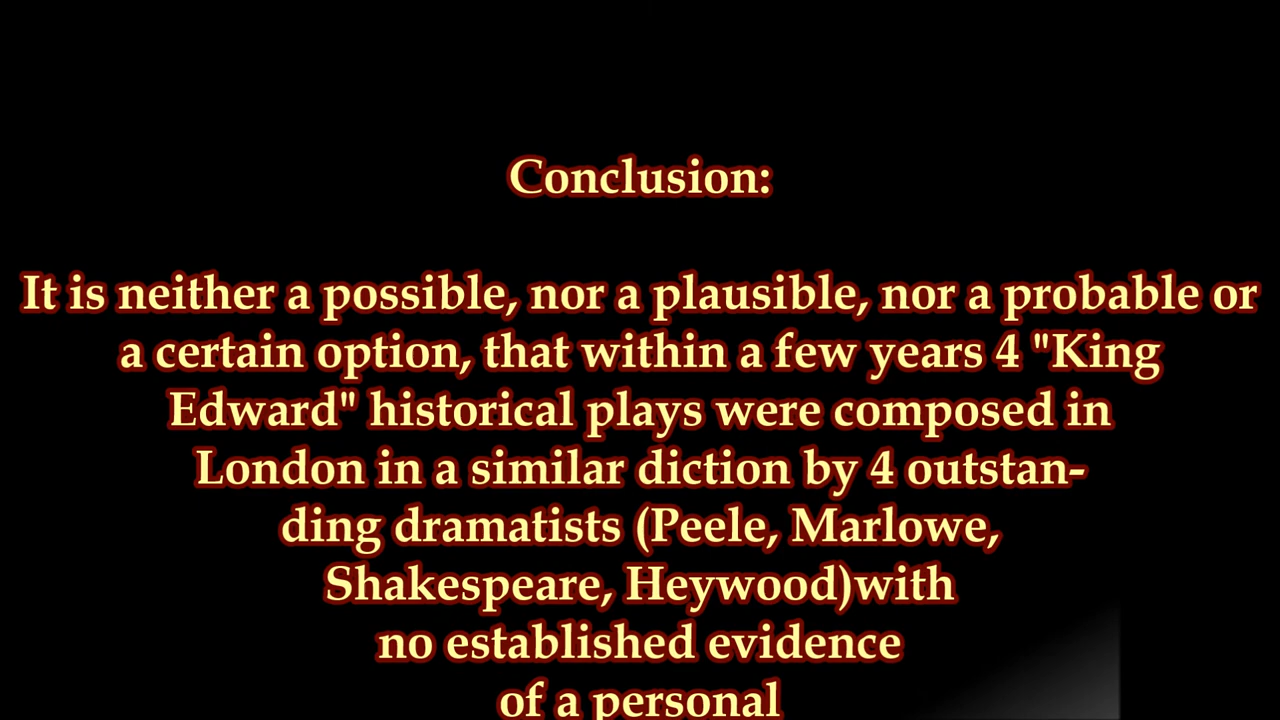 Conclusion:
It is neither a possible, nor a plausible, nor a probable or
a certain option, that within a few years 4 "King
Edward" historical plays were composed in
London in a similar diction by 4 outstan-
ding dramatists (Peele, Marlowe,
Shakespeare, Heywood)with
no established evidence
of a personal